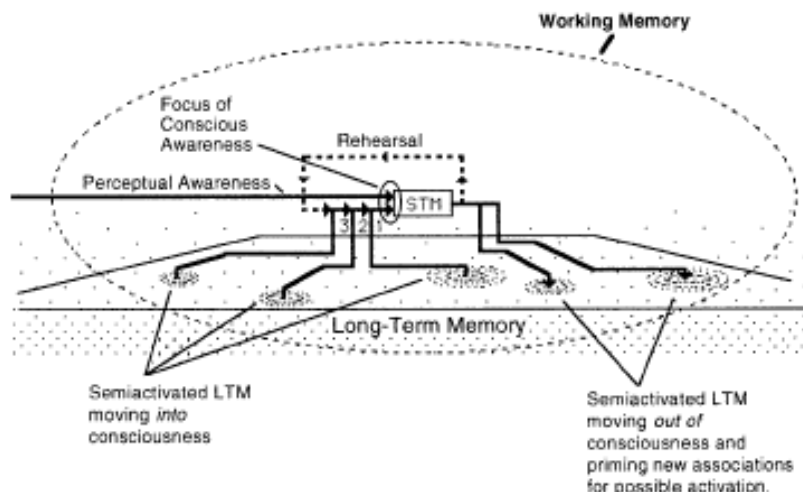 Working Memory
Focus of
Conscious
Awareness
Rehearsal
Perceptual Awareness
STM
3 2 1
Long-Term Memory
Semiactivated LTM
moving into
consciousness
Semiactivated LTM
moving out of
consciousness and
priming new associations
for possible activation.